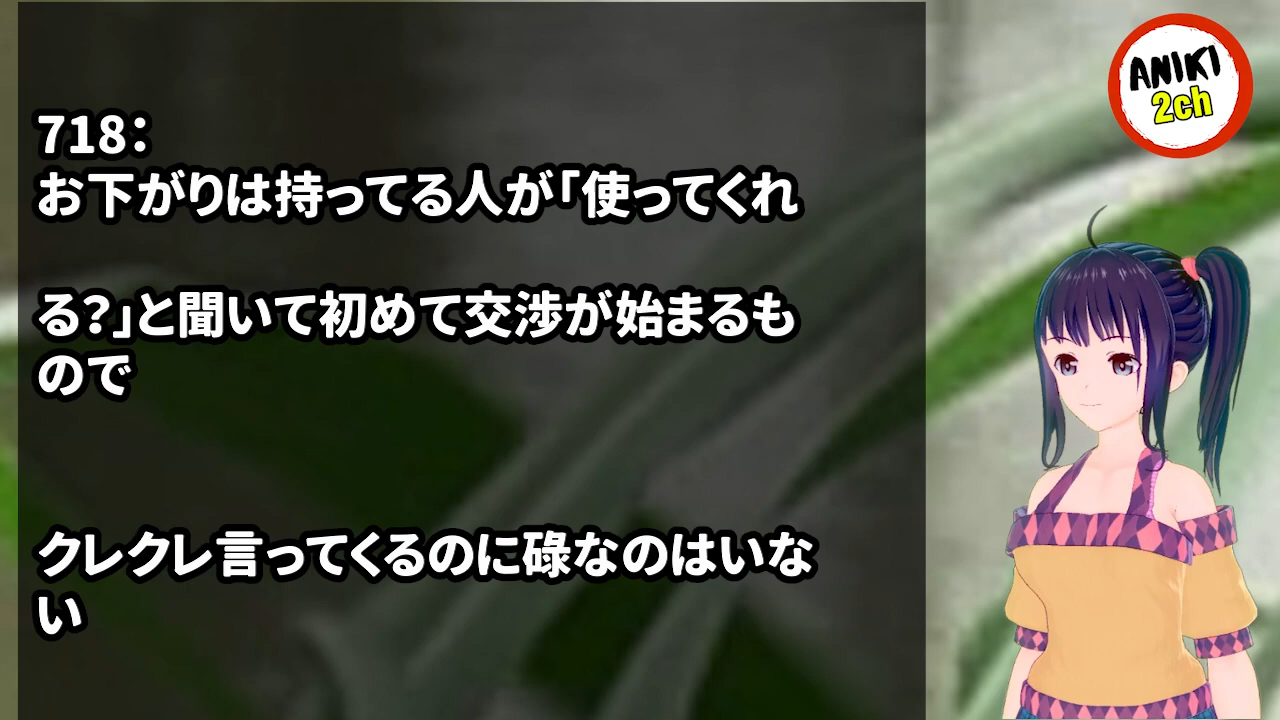 718：
お下がりは持ってる人が「使ってくれ
る？」と聞いて初めて交渉が始まるも
ので
クレクレ言ってくるのに碌なのはいな
い
ANIKI
2ch